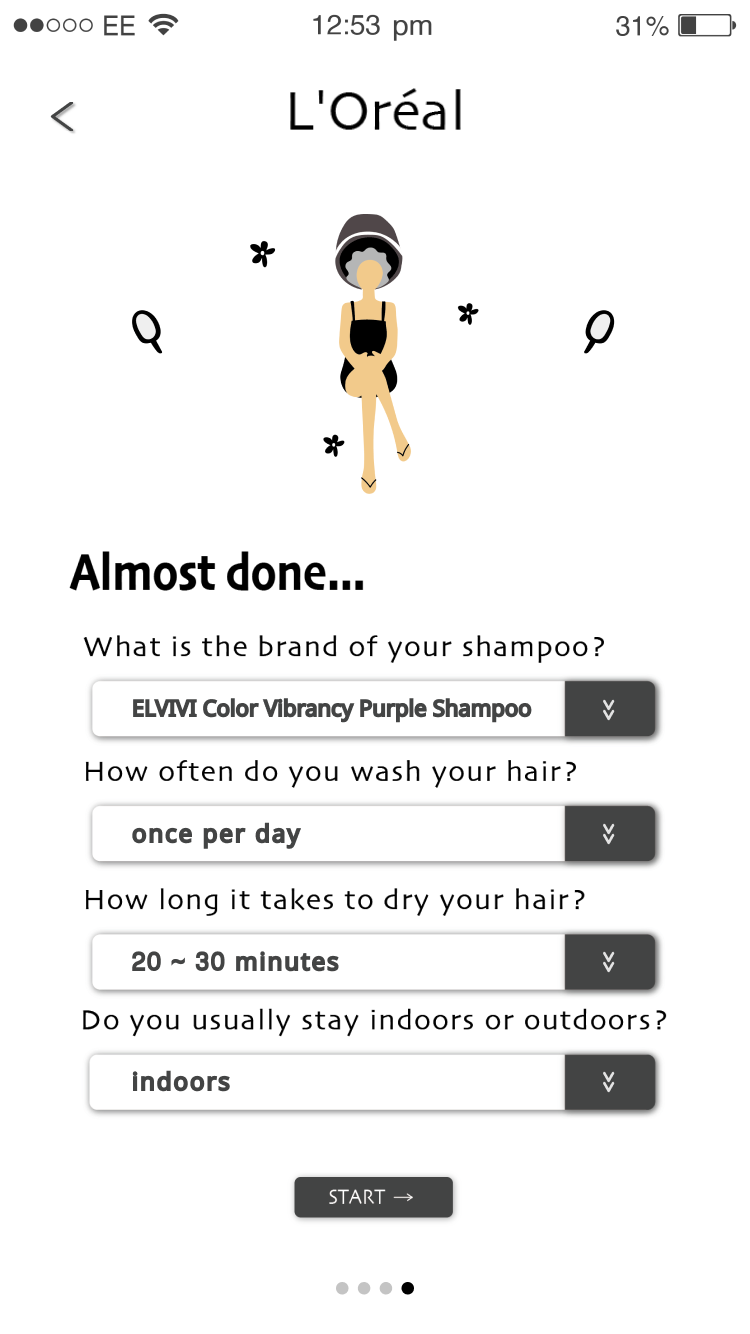 EE 12:53 pm 31%
L'Oréal
Almost done...
What is the brand of your shampoo?
ELVIVI Color Vibrancy Purple Shampoo
How often do you wash your hair?
once per day
How long it takes to dry your hair?
20 ~ 30 minutes
Do you usually stay indoors or outdoors?
indoors
START →